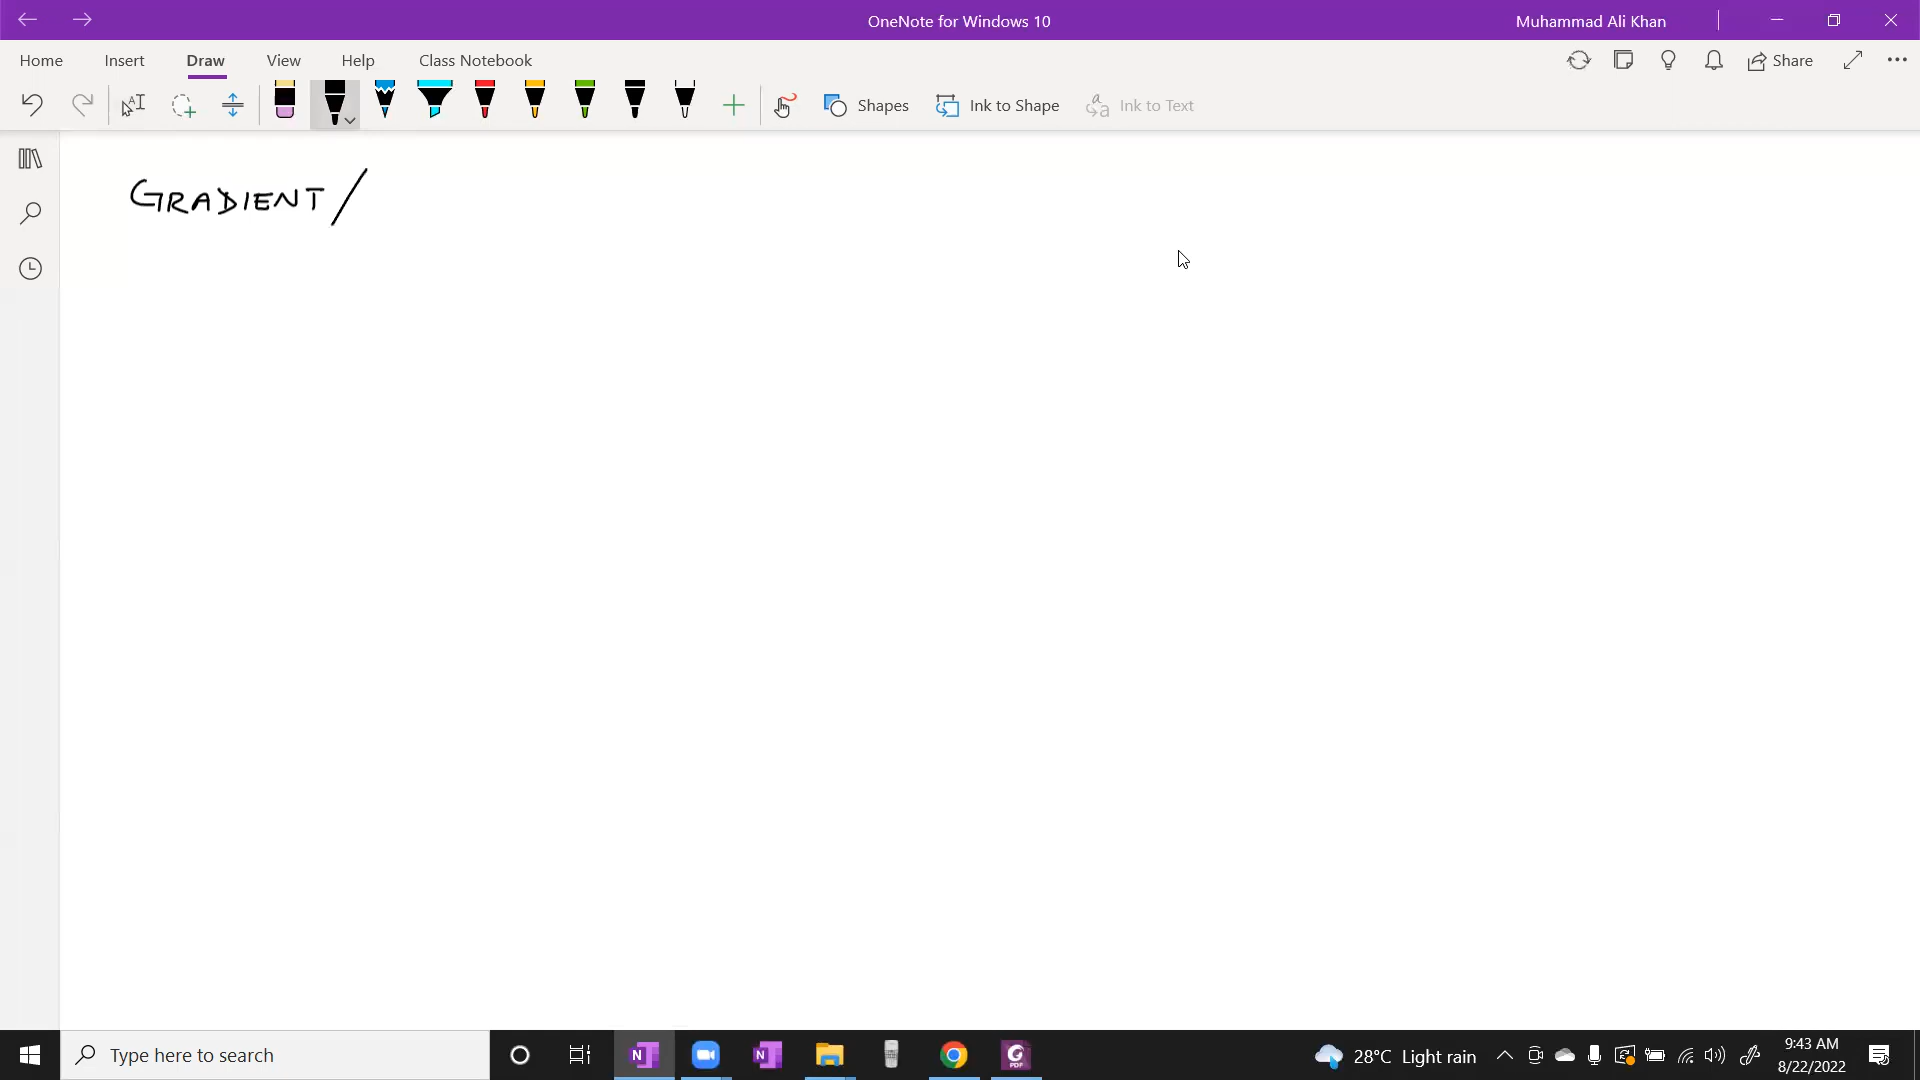 OneNote for Windows 10
Muhammad Ali Khan
Home Insert Draw View Help Class Notebook
Share
Shapes Ink to Shape Ink to Text
GRADIENT /
Type here to search
28°C Light rain
9:43 AM
8/22/2022